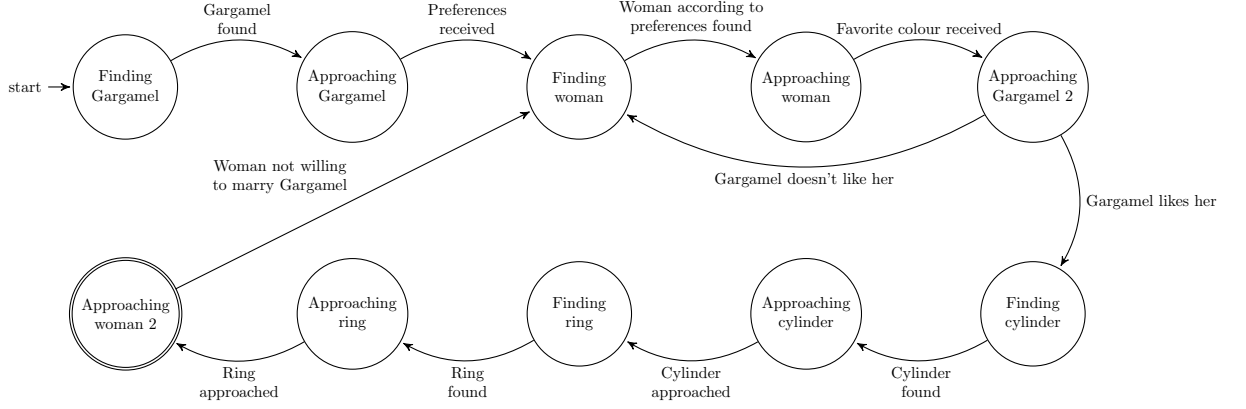 Gargamel
found
Preferences
received
Woman according to
preferences found
Favorite colour received
start
Finding
Gargamel
Approaching
Gargamel
Finding
woman
Approaching
woman
Approaching
Gargamel 2
Woman not willing
to marry Gargamel
Gargamel doesn't like her
Gargamel likes her
Approaching
woman 2
Approaching
ring
Finding
ring
Approaching
cylinder
Finding
cylinder
Ring
approached
Ring
found
Cylinder
approached
Cylinder
found